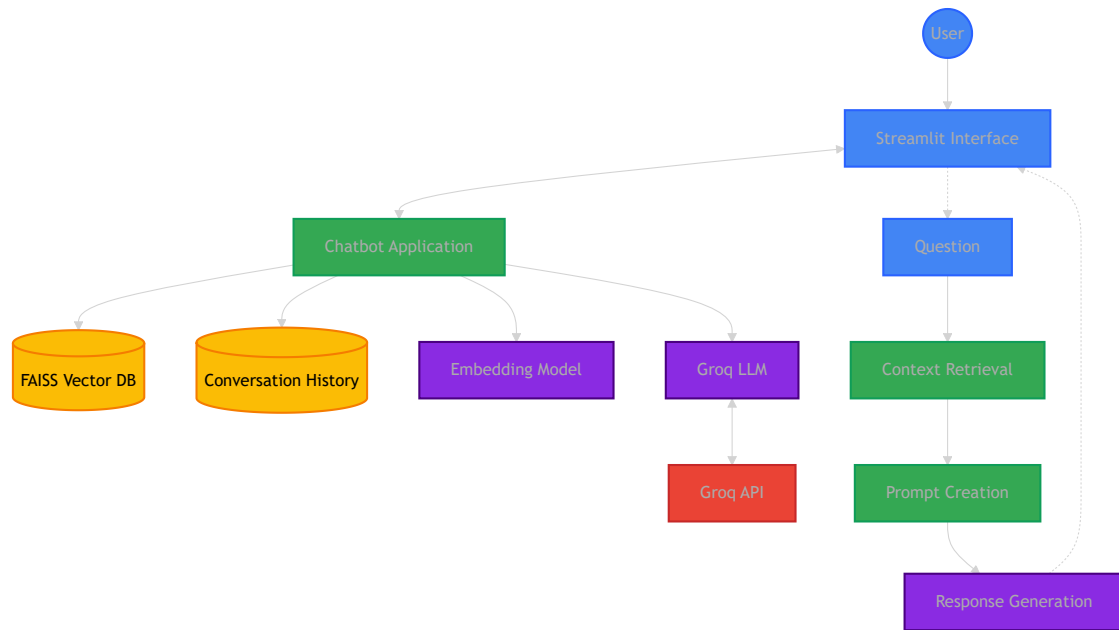 User
Streamlit Interface
Chatbot Application
Question
FAISS Vector DB
Conversation History
Embedding Model
Groq LLM
Context Retrieval
Groq API
Prompt Creation
Response Generation